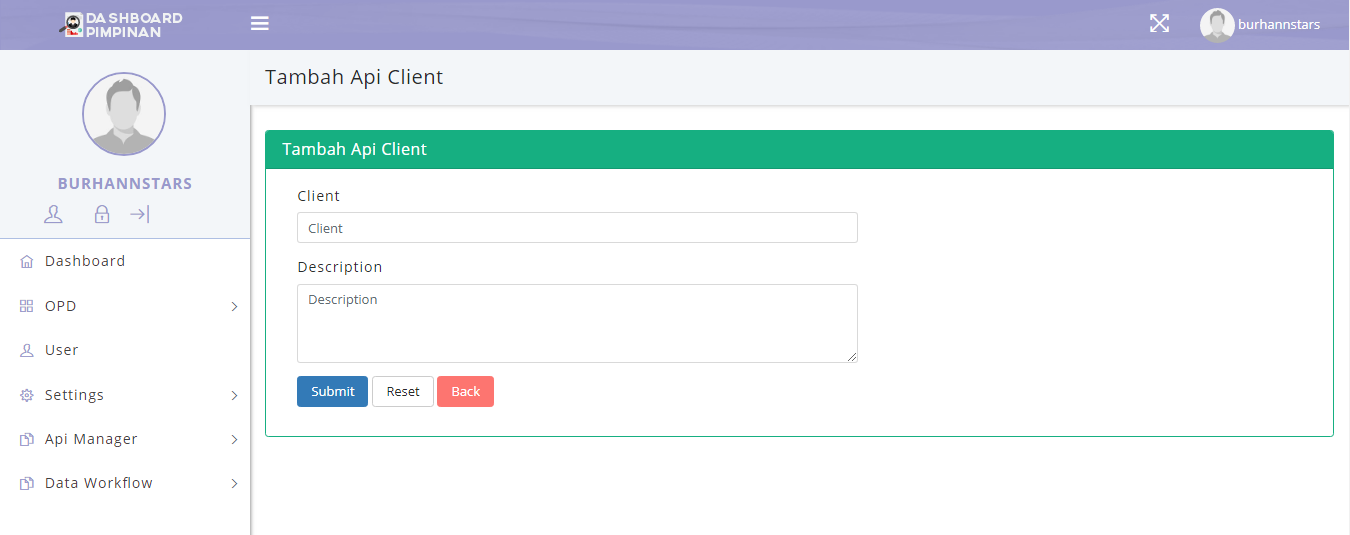 DASHBOARD
PIMPINAN
burhannstars
BURHANNSTARS
Dashboard
OPD
User
Settings
Api Manager
Data Workflow
Tambah Api Client
Tambah Api Client
Client
Client
Description
Description
Submit Reset Back